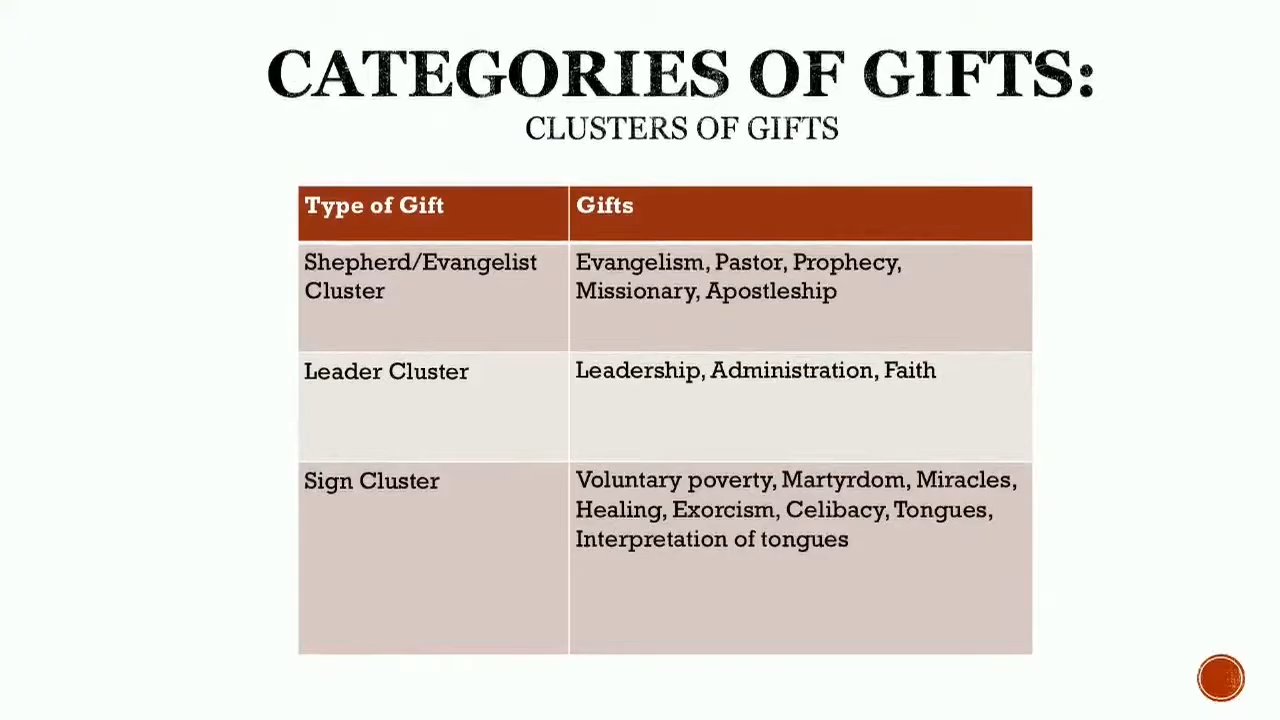 CATEGORIES OF GIFTS:
CLUSTERS OF GIFTS
Type of Gift
Gifts
Shepherd/Evangelist
Cluster
Evangelism, Pastor, Prophecy,
Missionary, Apostleship
Leader Cluster
Leadership, Administration, Faith
Sign Cluster
Voluntary poverty, Martyrdom, Miracles,
Healing, Exorcism, Celibacy, Tongues,
Interpretation of tongues